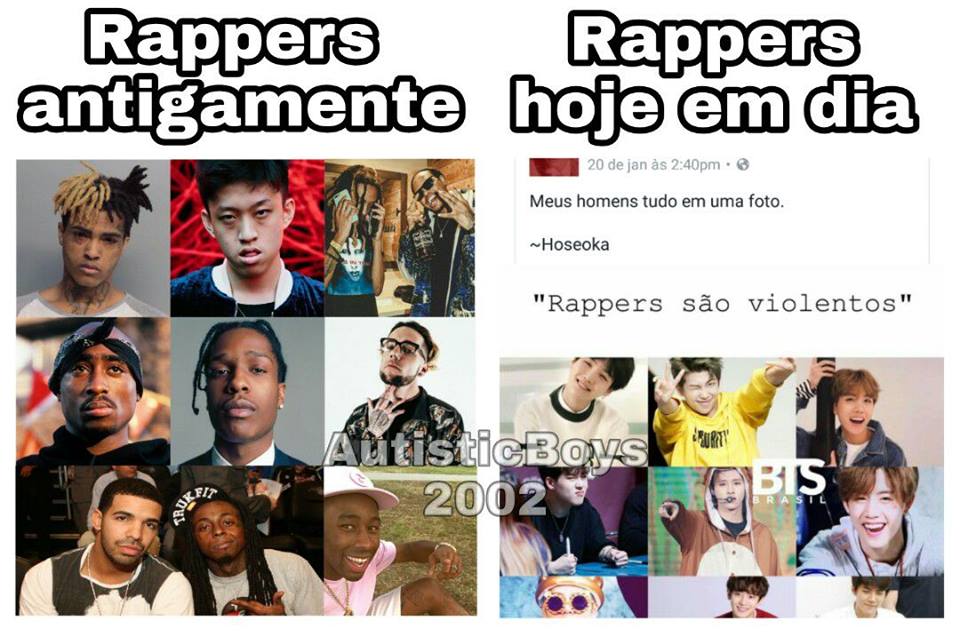 Rappers
antigamente
Rappers
hoje em dia
20 de jan às 2:40pm •
Meus homens tudo em uma foto.
~Hoseoka
"Rappers são violentos"
AutisticBoys
2002
TRUKFIT
BTS
BRASIL